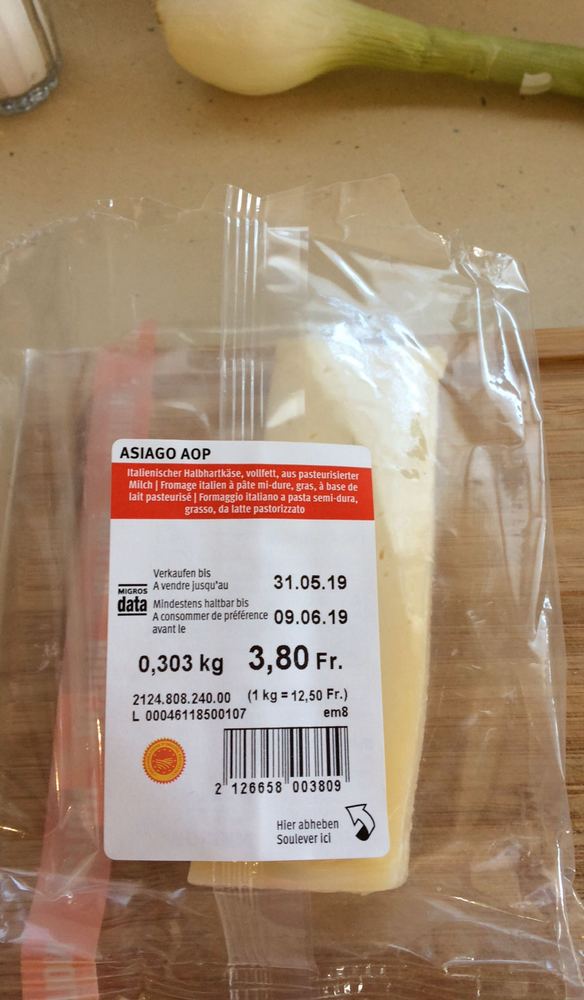 ASIAGO AOP
Italienischer Halbhartkäse, vollfett, aus pasteurisierter
Milch | Fromage italien à pâte mi-dure, gras, à base de
lait pasteurisé | Formaggio italiano a pasta semi-dura,
grasso, da latte pastorizzato
Verkaufen bis
A vendre jusqu'au 31.05.19
MIGROS
data
Mindestens haltbar bis
A consommer de préférence 09.06.19
avant le
0,303 kg 3,80 Fr.
2124.808.240.00 (1 kg = 12,50 Fr.)
L 00046118500107 em8
2 126658 003809
Hier abheben
Soulever ici